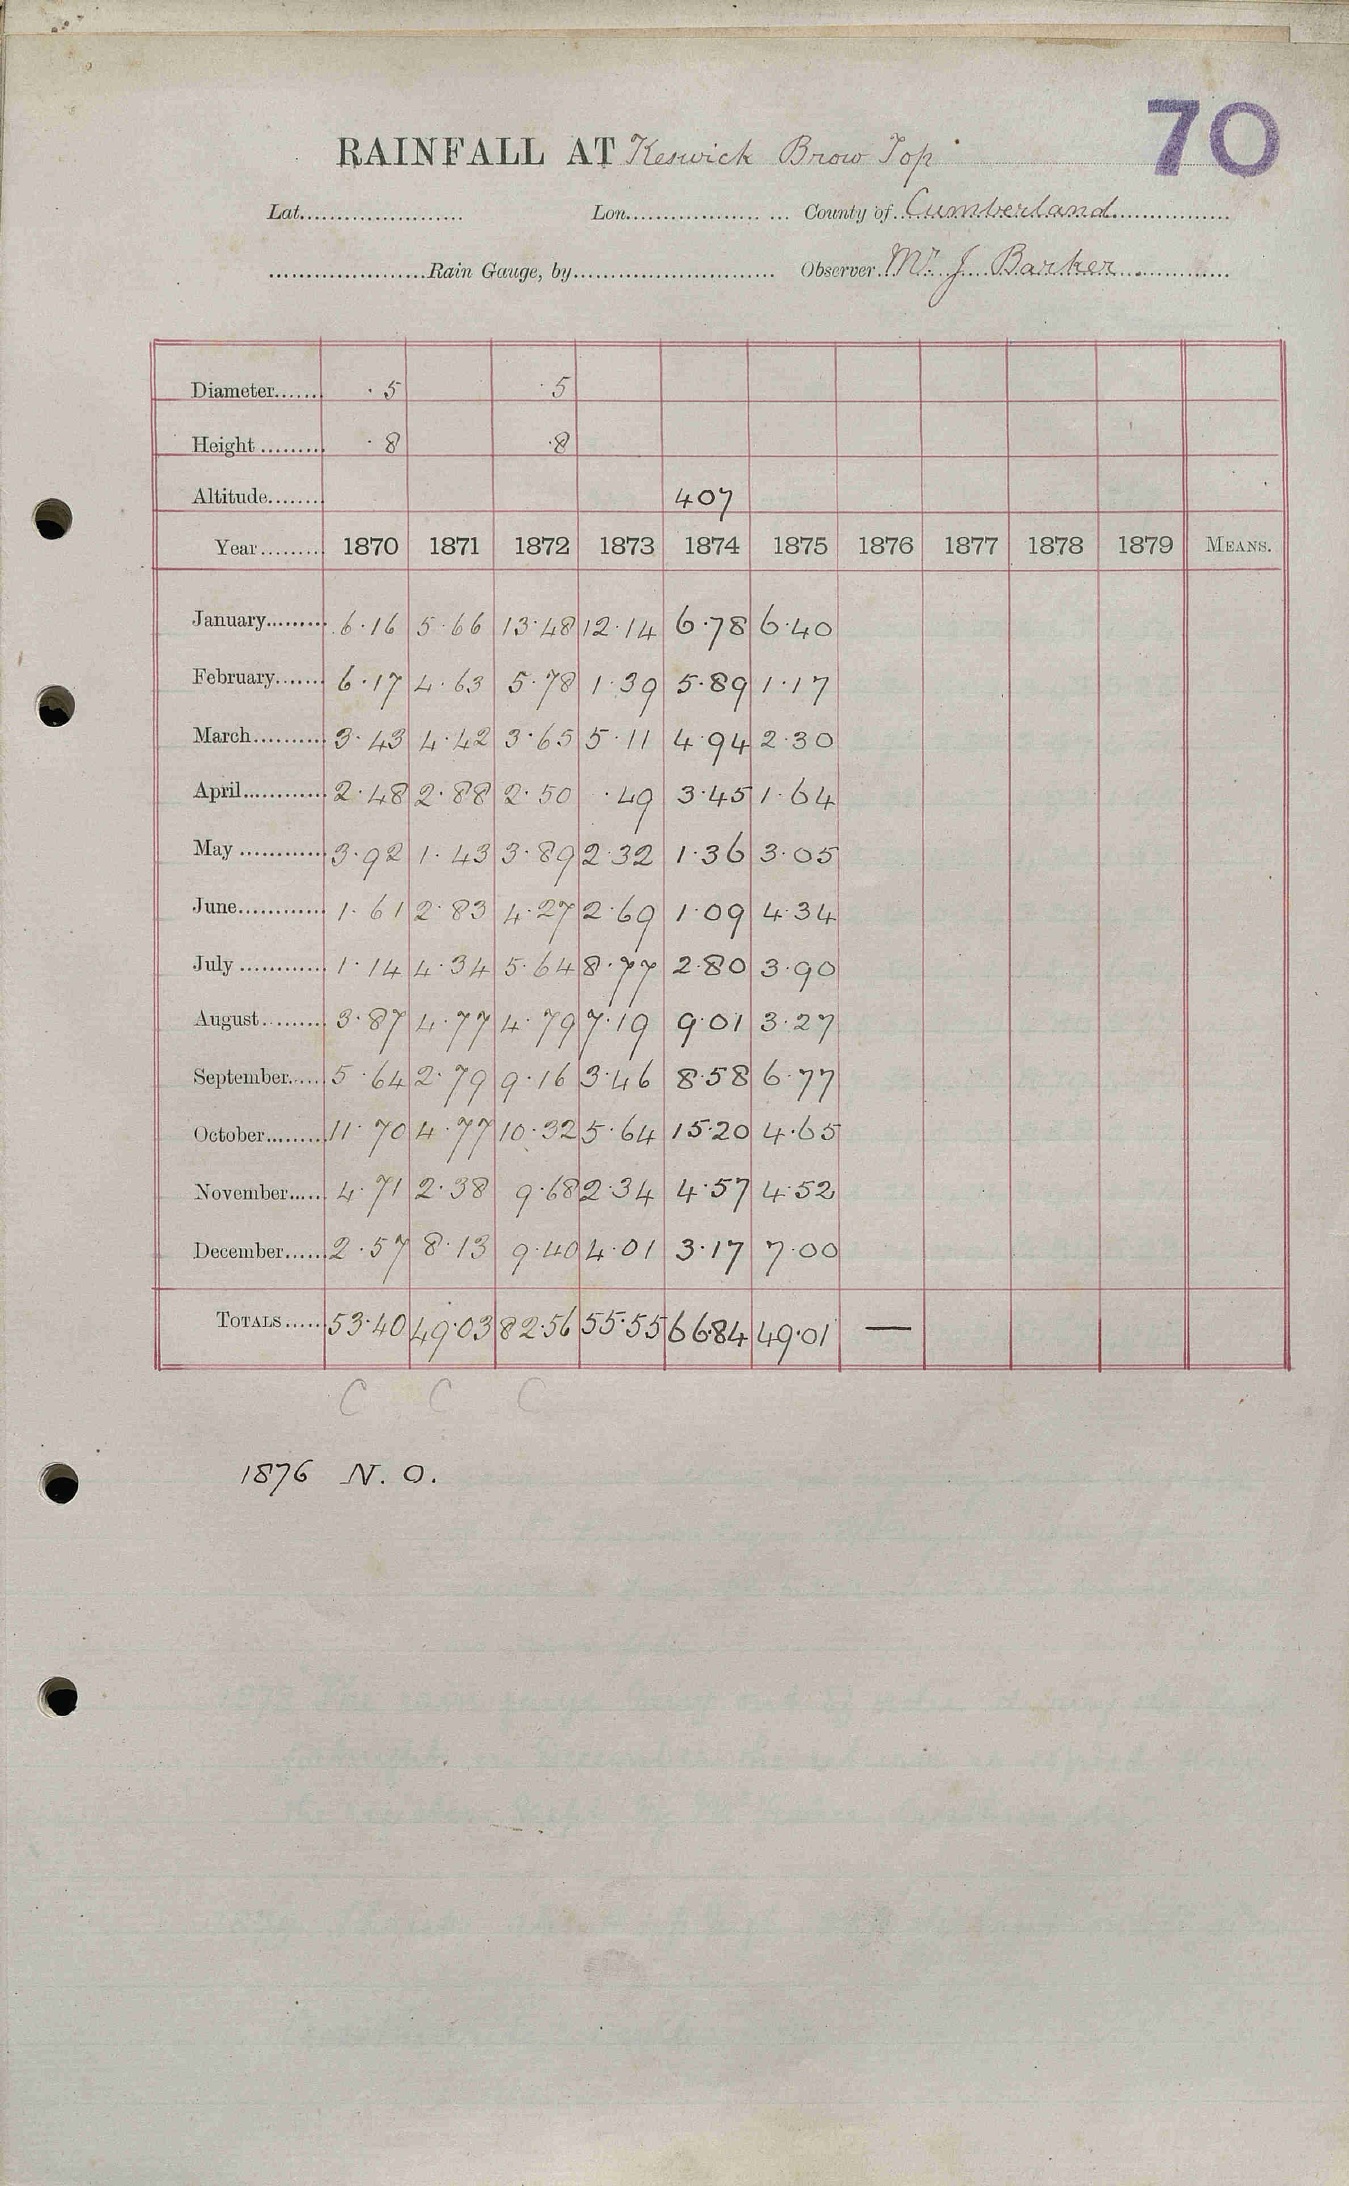 70
RAINFALL AT Keswick Brow Top
Lat. Lon. County of Cumberland
Rain Gauge, by Observer Mr. J Barker
Diameter ·5 ·5
Height ·8 ·8
Altitude 407
Year 1870 1871 1872 1873 1874 1875 1876 1877 1878 1879 MEANS.
January 6·16 5·66 13·48 12·14 6·78 6·40
February 6·17 4·63 5·78 1·39 5·89 1·17
March 3·43 4·42 3·65 5·11 4·94 2·30
April 2·48 2·88 2·50 ·49 3·45 1·64
May 3·92 1·43 3·89 2·32 1·36 3·05
June 1·61 2·83 4·27 2·69 1·09 4·34
July 1·14 4·34 5·64 8·77 2·80 3·90
August 3·87 4·77 4·79 7·19 9·01 3·27
September 5·64 2·79 9·16 3·46 8·58 6·77
October 11·70 4·77 10·32 5·64 15·20 4·65
November 4·71 2·38 9·68 2·34 4·57 4·52
December 2·57 8·13 9·40 4·01 3·17 7·00
TOTALS 53·40 49·03 82·56 55·55 66·84 49·01 —
C C C
1876 N. O.